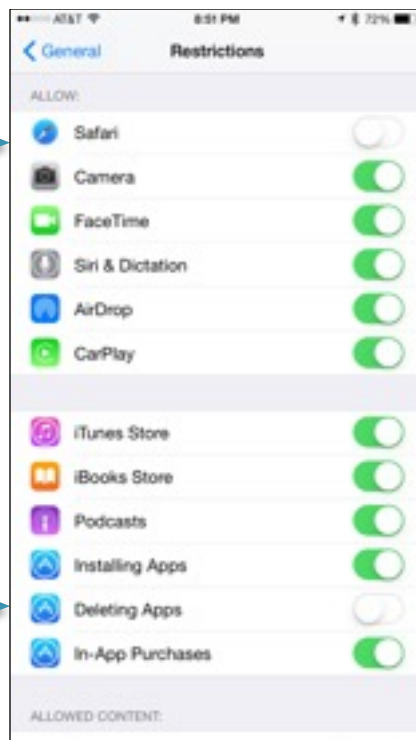 AT&T 8:51 PM 72%
General Restrictions
ALLOW:
Safari
Camera
FaceTime
Siri & Dictation
AirDrop
CarPlay
iTunes Store
iBooks Store
Podcasts
Installing Apps
Deleting Apps
In-App Purchases
ALLOWED CONTENT: